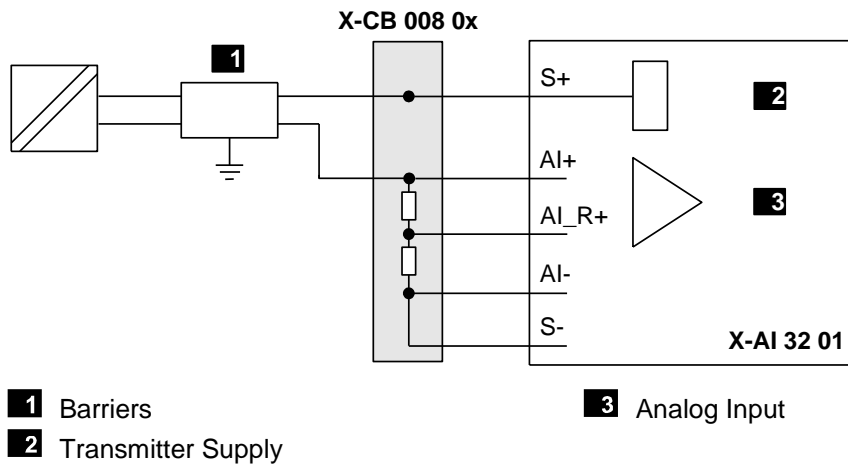 X-CB 008 0x
1
S+
2
AI+
3
AI_R+
AI-
S-
X-AI 32 01
1 Barriers
2 Transmitter Supply
3 Analog Input